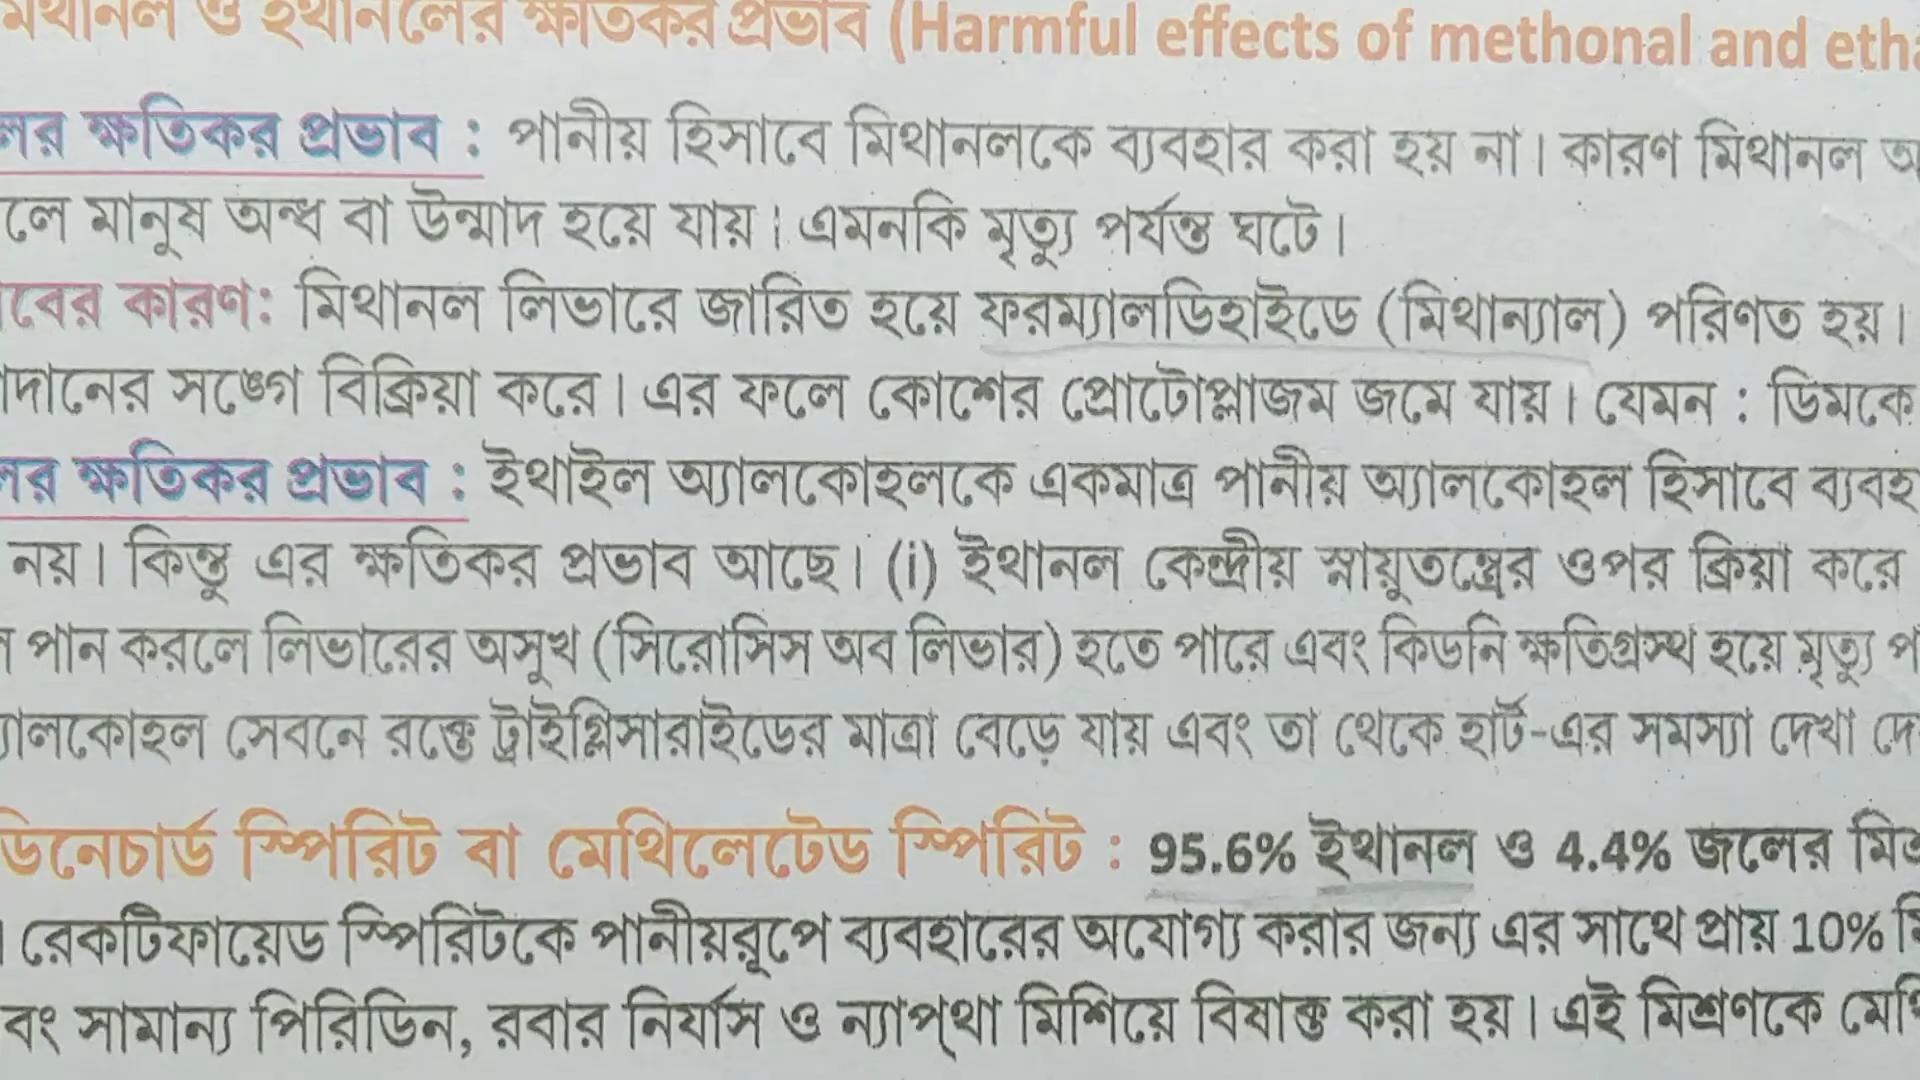 মিথানল ও ইথানলের ক্ষতিকর প্রভাব (Harmful effects of methonal and
ক্ষতিকর প্রভাব : পানীয় হিসাবে মিথানলকে ব্যবহার করা হয় না। কারণ মিথানল
লে মানুষ অন্ধ বা উন্মাদ হয়ে যায়। এমনকি মৃত্যু পর্যন্ত ঘটে।
বের কারণ: মিথানল লিভারে জারিত হয়ে ফরম্যালডিহাইডে (মিথান্যাল) পরিণত হয়।
দানের সঙ্গে বিক্রিয়া করে। এর ফলে কোশের প্রোটোপ্লাজম জমে যায়। যেমন : ডিমকে
ক্ষতিকর প্রভাব : ইথাইল অ্যালকোহলকে একমাত্র পানীয় অ্যালকোহল হিসাবে ব্যবহ
নয়। কিন্তু এর ক্ষতিকর প্রভাব আছে। (i) ইথানল কেন্দ্রীয় স্নায়ুতন্ত্রের ওপর ক্রিয়া করে
পান করলে লিভারের অসুখ (সিরোসিস অব লিভার) হতে পারে এবং কিডনি ক্ষতিগ্রস্থ হয়ে মৃত্যু প
যালকোহল সেবনে রক্তে ট্রাইগ্লিসারাইডের মাত্রা বেড়ে যায় এবং তা থেকে হার্ট-এর সমস্যা দেখা দে
ডিনেচার্ড স্পিরিট বা মেথিলেটেড স্পিরিট : 95.6% ইথানল ও 4.4% জলের
রেকটিফায়েড স্পিরিটকে পানীয়রূপে ব্যবহারের অযোগ্য করার জন্য এর সাথে প্রায় 10%
বং সামান্য পিরিডিন, রবার নির্যাস ও ন্যাপ্থা মিশিয়ে বিষাক্ত করা হয়। এই মিশ্রণকে মেথি